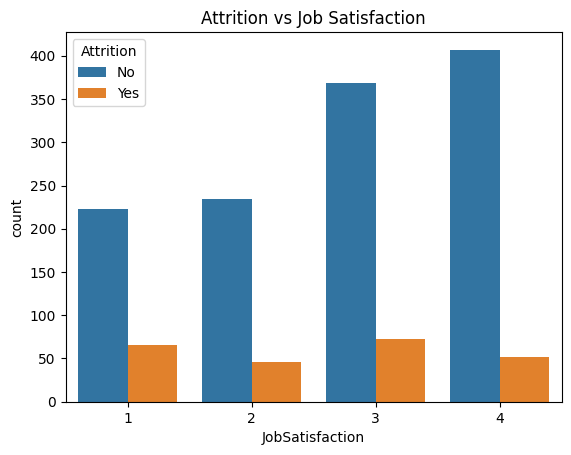 Attrition vs Job Satisfaction
Attrition
No
Yes
count
400
350
300
250
200
150
100
50
0
1 2 3 4
JobSatisfaction